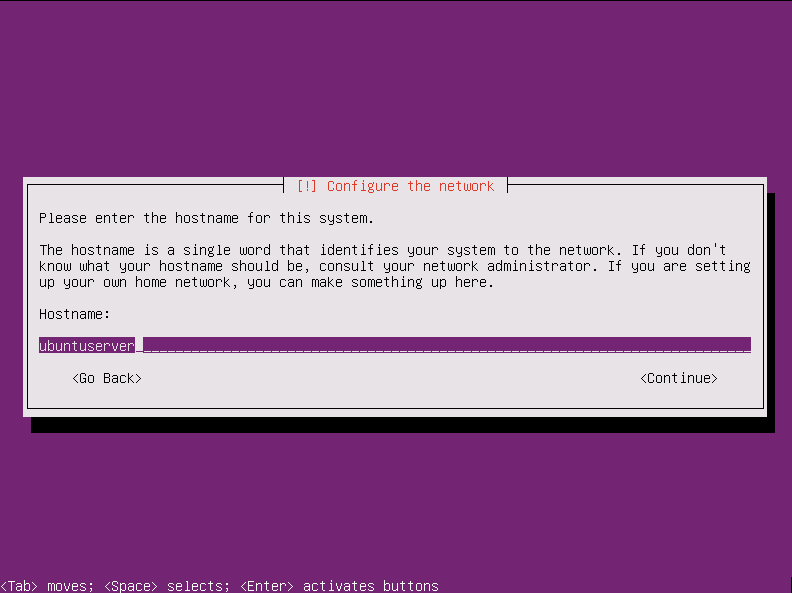 [!] Configure the network
Please enter the hostname for this system.
The hostname is a single word that identifies your system to the network. If you don't
know what your hostname should be, consult your network administrator. If you are setting
up your own home network, you can make something up here.
Hostname:
ubuntuserver
<Go Back> <Continue>
<Tab> moves; <Space> selects; <Enter> activates buttons